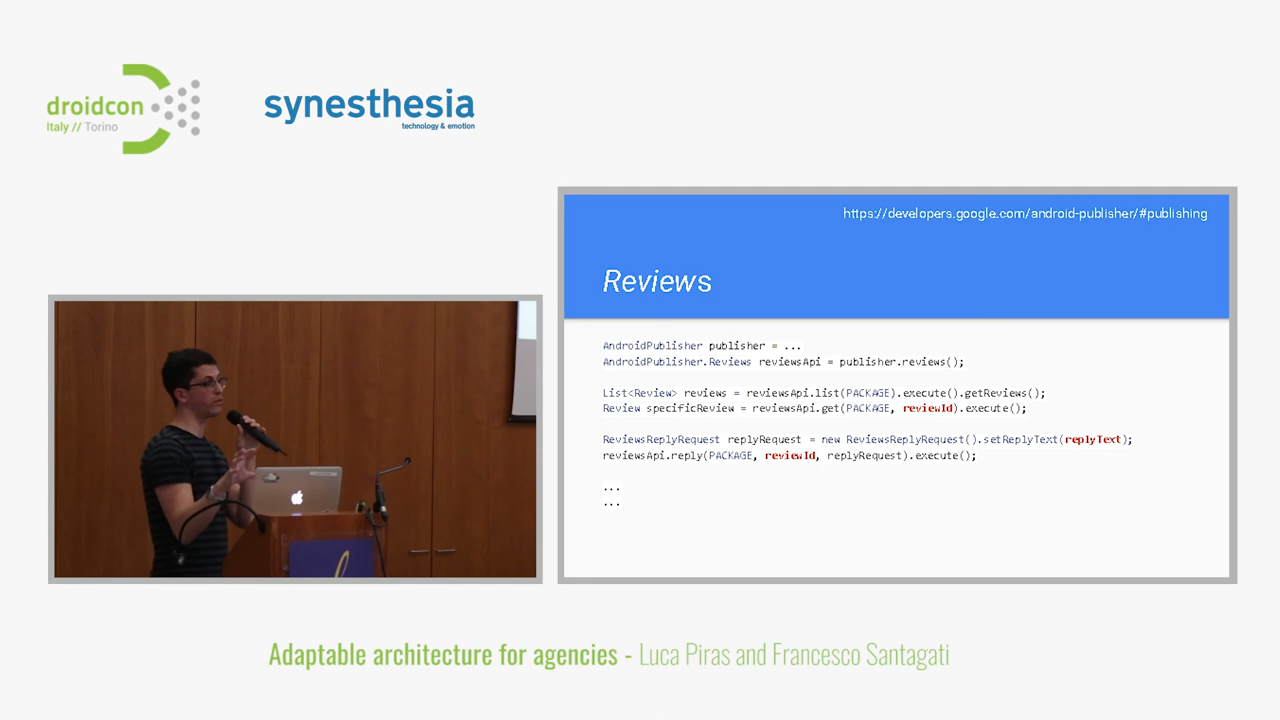 droidcon
Italy // Torino
synesthesia
technology & emotion
https://developers.google.com/android-publisher/#publishing
Reviews
AndroidPublisher publisher = ...
AndroidPublisher.Reviews reviewsApi = publisher.reviews();
List<Review> reviews = reviewsApi.list(PACKAGE).execute().getReviews();
Review specificReview = reviewsApi.get(PACKAGE, reviewId).execute();
ReviewsReplyRequest replyRequest = new ReviewsReplyRequest().setReplyText(replyText);
reviewsApi.reply(PACKAGE, reviewId, replyRequest).execute();
...
...
Adaptable architecture for agencies - Luca Piras and Francesco Santagati